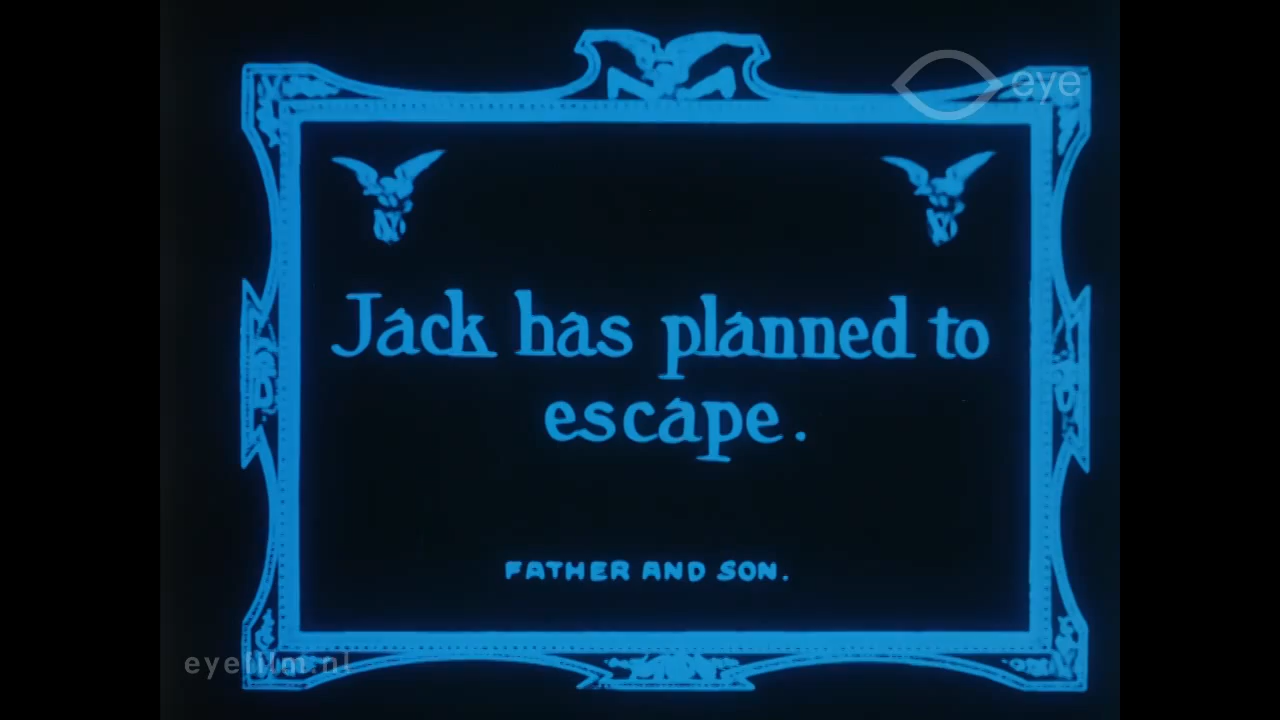 eye
Jack has planned to
escape.
FATHER AND SON.
eyefilm.nl